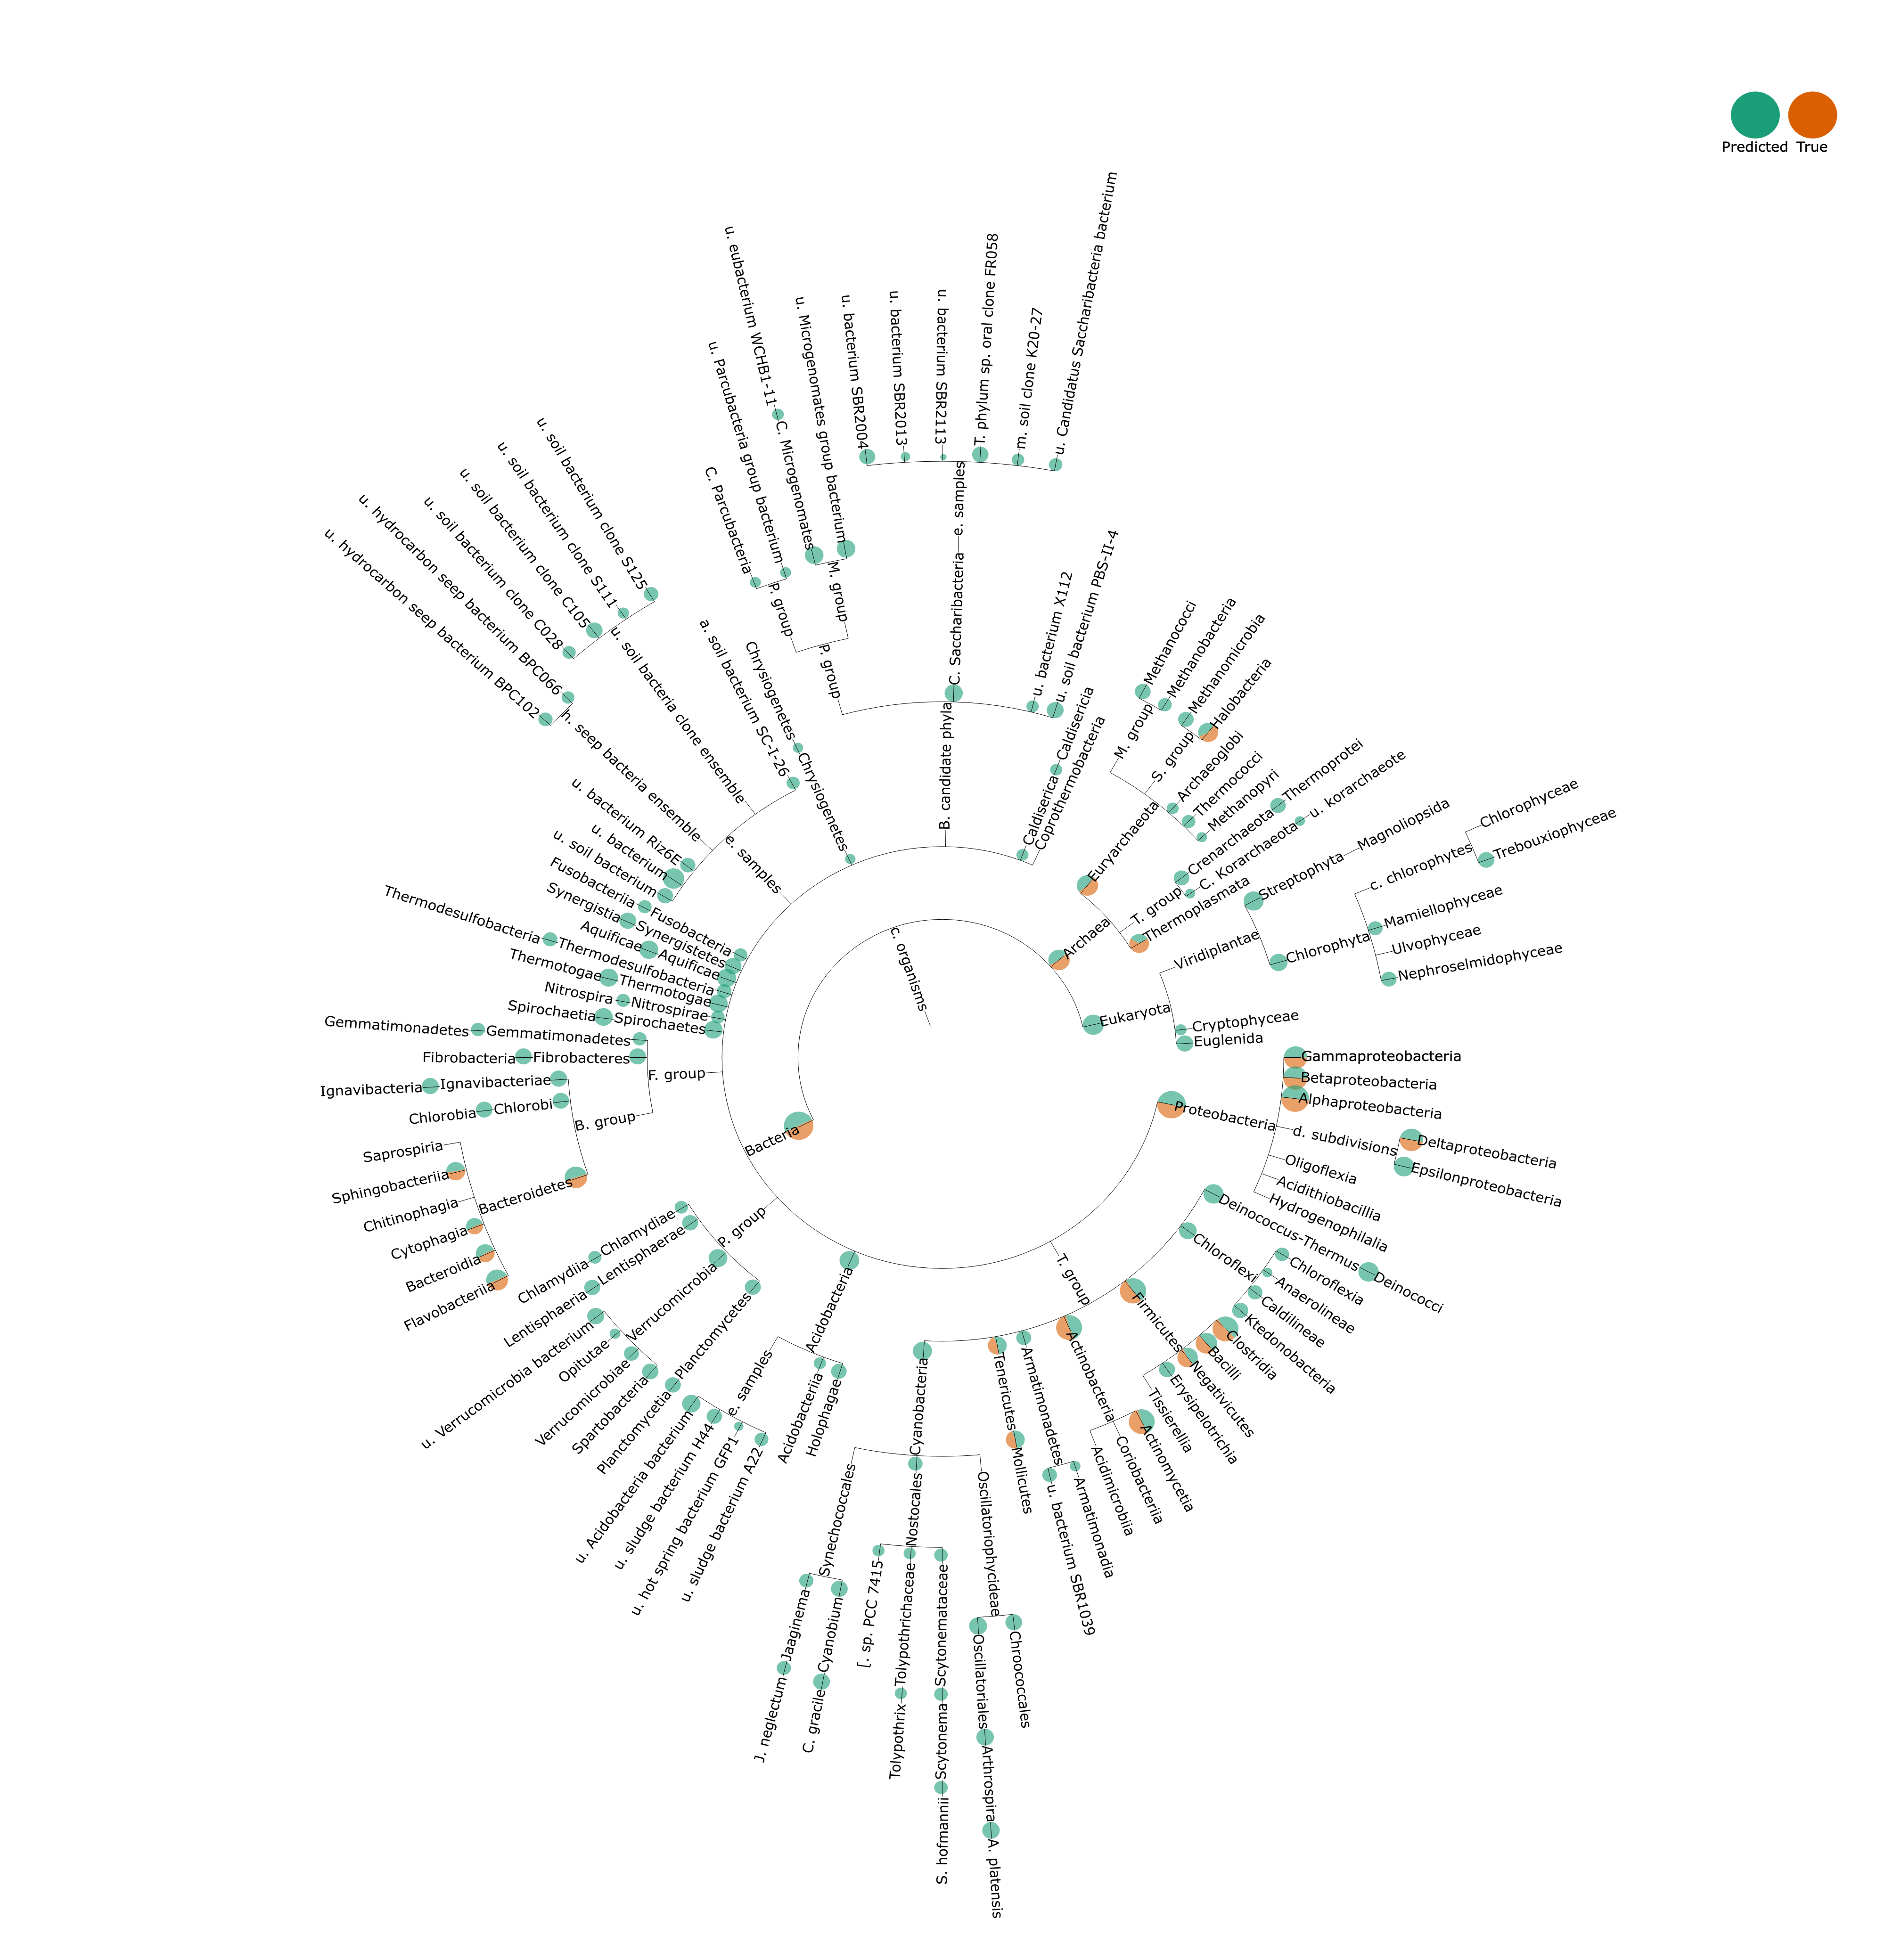 Predicted
True
u. Candidatus Saccharibacteria bacterium
m. soil clone K20-27
T. phylum sp. oral clone FR058
u. bacterium SBR2113
u. bacterium SBR2013
u. bacterium SBR2004
e. samples
C. Saccharibacteria
u. Microgenomates group bacterium
u. eubacterium WCHB1-11
C. Microgenomates
M. group
u. Parcubacteria group bacterium
C. Parcubacteria
P. group
P. group
u. bacterium X112
u. soil bacterium PBS-II-4
B. candidate phyla
Caldisericia
Caldiserica
Coprothermobacteria
Chrysiogenetes
Chrysiogenetes
a. soil bacterium SC-I-26
u. soil bacterium clone S125
u. soil bacterium clone S111
u. soil bacterium clone C105
u. soil bacterium clone C028
u. soil bacteria clone ensemble
u. hydrocarbon seep bacterium BPC066
u. hydrocarbon seep bacterium BPC102
h. seep bacteria ensemble
u. bacterium Riz6E
u. bacterium
u. soil bacterium
e. samples
Fusobacteriia
Fusobacteria
Synergistia
Synergistetes
Aquificae
Aquificae
Thermodesulfobacteria
Thermodesulfobacteria
Thermotogae
Thermotogae
Nitrospira
Nitrospirae
Spirochaetia
Spirochaetes
Gemmatimonadetes
Gemmatimonadetes
Fibrobacteria
Fibrobacteres
F. group
Ignavibacteria
Ignavibacteriae
Chlorobia
Chlorobi
B. group
Saprospiria
Sphingobacteriia
Chitinophagia
Cytophagia
Bacteroidia
Flavobacteriia
Bacteroidetes
Bacteria
c. organisms
Archaea
Eukaryota
Euryarchaeota
M. group
Methanococci
Methanobacteria
S. group
Methanomicrobia
Halobacteria
Archaeoglobi
Thermococci
Methanopyri
T. group
Crenarchaeota
Thermoprotei
C. Korarchaeota
u. korarchaeote
Thermoplasmata
Viridiplantae
Streptophyta
Magnoliopsida
Chlorophyta
c. chlorophytes
Chlorophyceae
Trebouxiophyceae
Mamiellophyceae
Ulvophyceae
Nephroselmidophyceae
Cryptophyceae
Euglenida
Proteobacteria
Gammaproteobacteria
Betaproteobacteria
Alphaproteobacteria
d. subdivisions
Deltaproteobacteria
Epsilonproteobacteria
Oligoflexia
Acidithiobacillia
Hydrogenophilalia
T. group
Deinococcus-Thermus
Deinococci
Chloroflexi
Chloroflexia
Anaerolineae
Caldilineae
Ktedonobacteria
Firmicutes
Clostridia
Bacilli
Negativicutes
Erysipelotrichia
Tissierellia
Actinobacteria
Actinomycetia
Coriobacteriia
Acidimicrobiia
Armatimonadetes
Armatimonadia
u. bacterium SBR1039
Tenericutes
Mollicutes
Cyanobacteria
Oscillatoriophycideae
Chroococcales
Oscillatoriales
Arthrospira
A. platensis
Nostocales
Scytonemataceae
Scytonema
S. hofmannii
Tolypothrichaceae
Tolypothrix
[. sp. PCC 7415
Synechococcales
Cyanobium
C. gracile
Jaaginema
J. neglectum
Acidobacteria
Holophagae
Acidobacteriia
e. samples
u. sludge bacterium A22
u. hot spring bacterium GFP1
u. sludge bacterium H44
u. Acidobacteria bacterium
P. group
Planctomycetes
Planctomycetia
Verrucomicrobia
Spartobacteria
Verrucomicrobiae
Opitutae
u. Verrucomicrobia bacterium
Lentisphaerae
Lentisphaeria
Chlamydiae
Chlamydiia